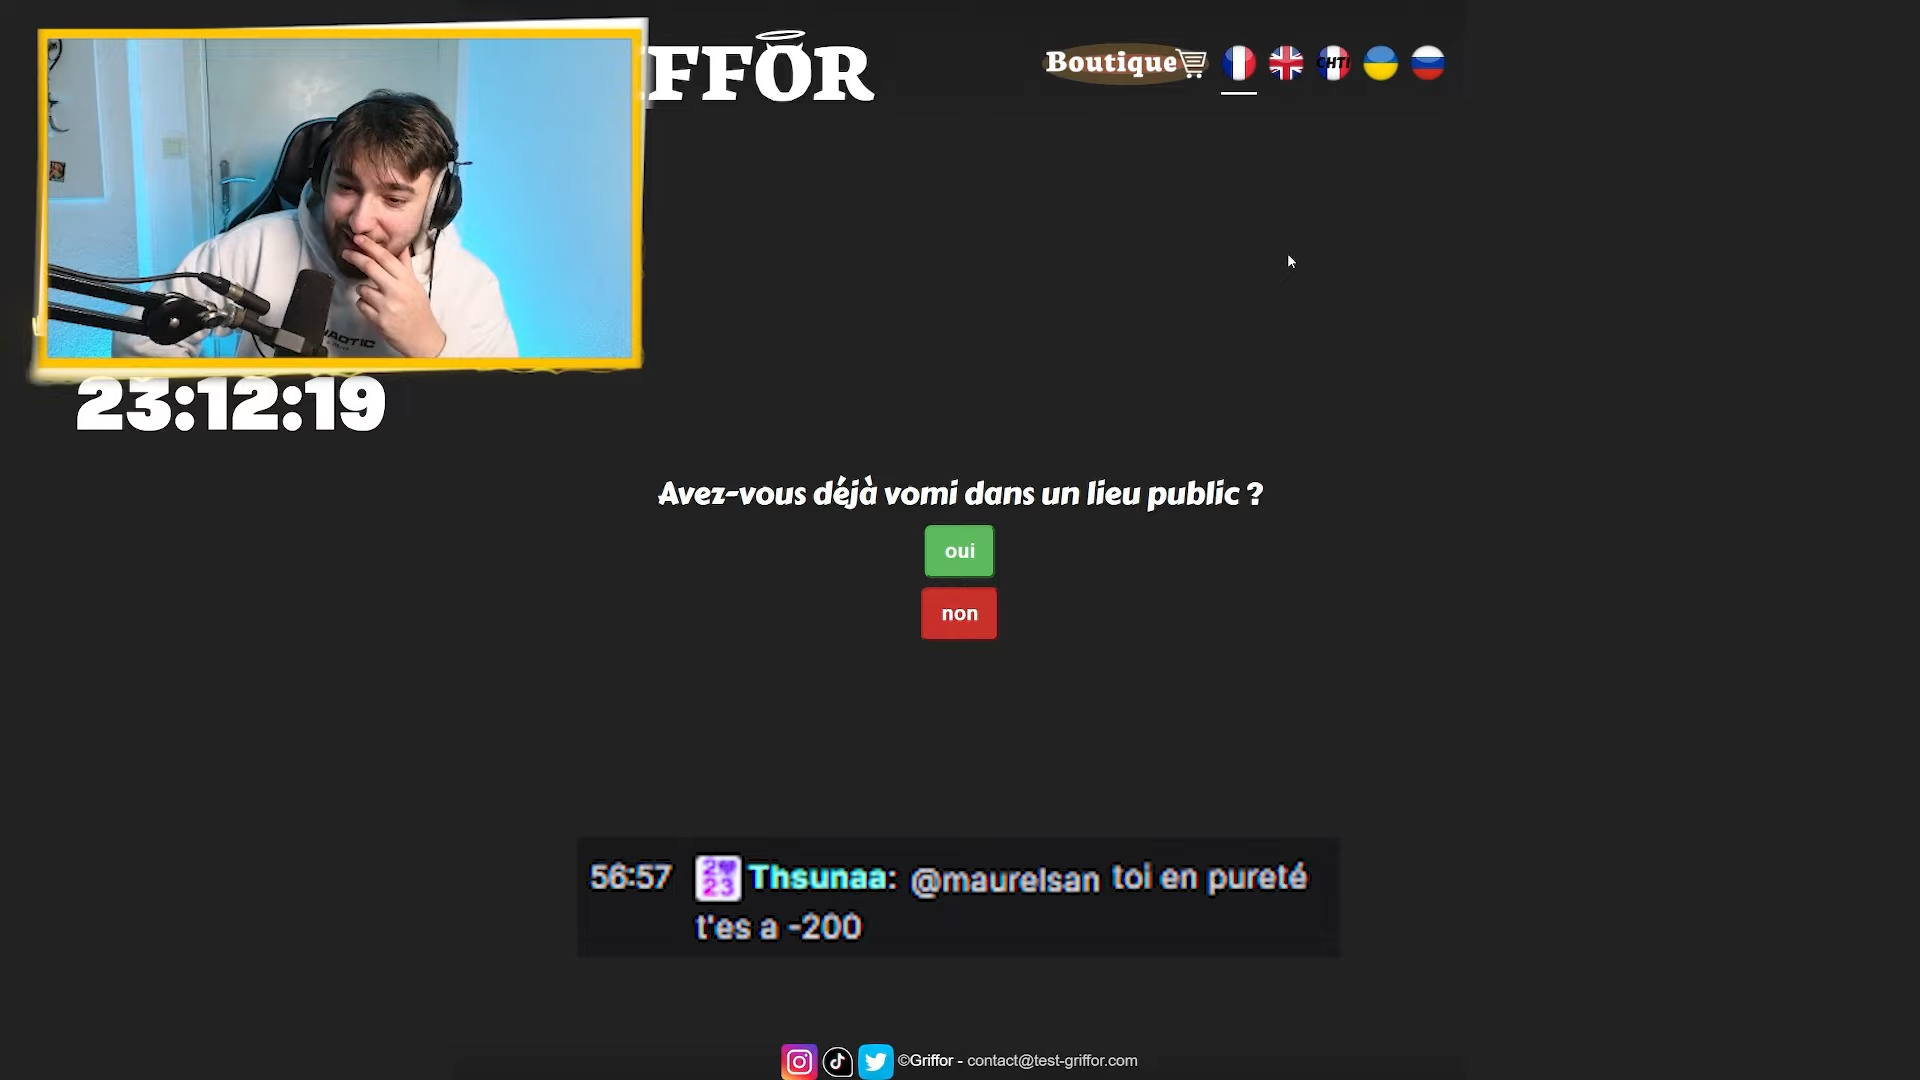 FFOR
Boutique
CHTI
23:12:19
Avez-vous déjà vomi dans un lieu public ?
oui
non
56:57 Thsunaa: @maurelsan toi en pureté
t'es a -200
©Griffor - contact@test-griffor.com